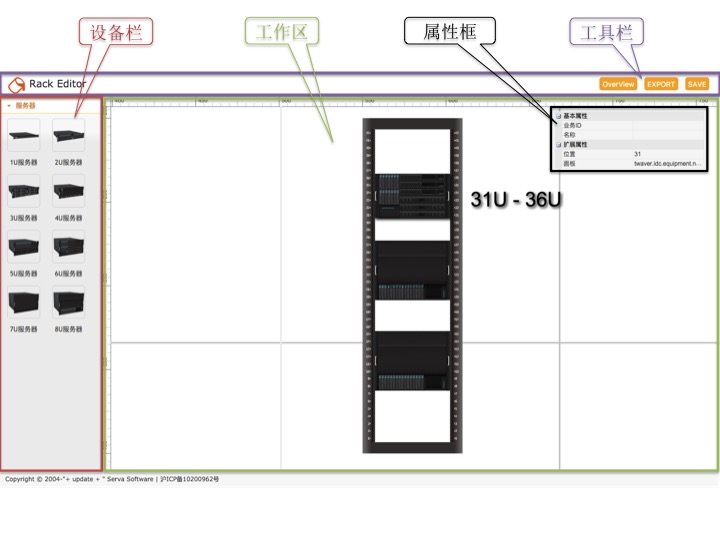 设备栏
工作区
属性框
工具栏
Rack Editor
OverView
EXPORT
SAVE
服务器
1U服务器
2U服务器
3U服务器
4U服务器
5U服务器
6U服务器
7U服务器
8U服务器
基本属性
业务ID
名称
扩展属性
位置 31
面板 twaver.idc.equipment.n...
31U - 36U
Copyright © 2004-"+ update + " Serva Software | 沪ICP备10200962号